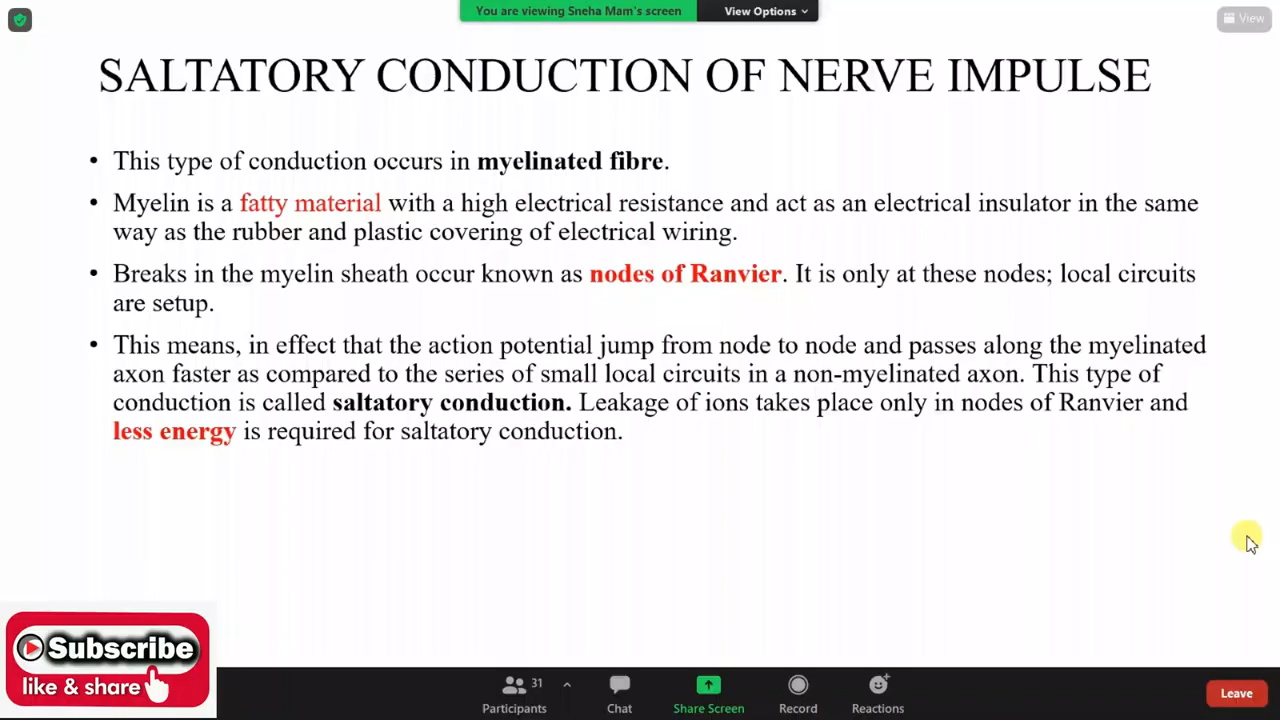 You are viewing Sneha Mam's screen
View Options
View
SALTATORY CONDUCTION OF NERVE IMPULSE
• This type of conduction occurs in myelinated fibre.
• Myelin is a fatty material with a high electrical resistance and act as an electrical insulator in the same
way as the rubber and plastic covering of electrical wiring.
• Breaks in the myelin sheath occur known as nodes of Ranvier. It is only at these nodes; local circuits
are setup.
• This means, in effect that the action potential jump from node to node and passes along the myelinated
axon faster as compared to the series of small local circuits in a non-myelinated axon. This type of
conduction is called saltatory conduction. Leakage of ions takes place only in nodes of Ranvier and
less energy is required for saltatory conduction.
Subscribe
like & share
31
Participants
Chat
Share Screen
Record
Reactions
Leave